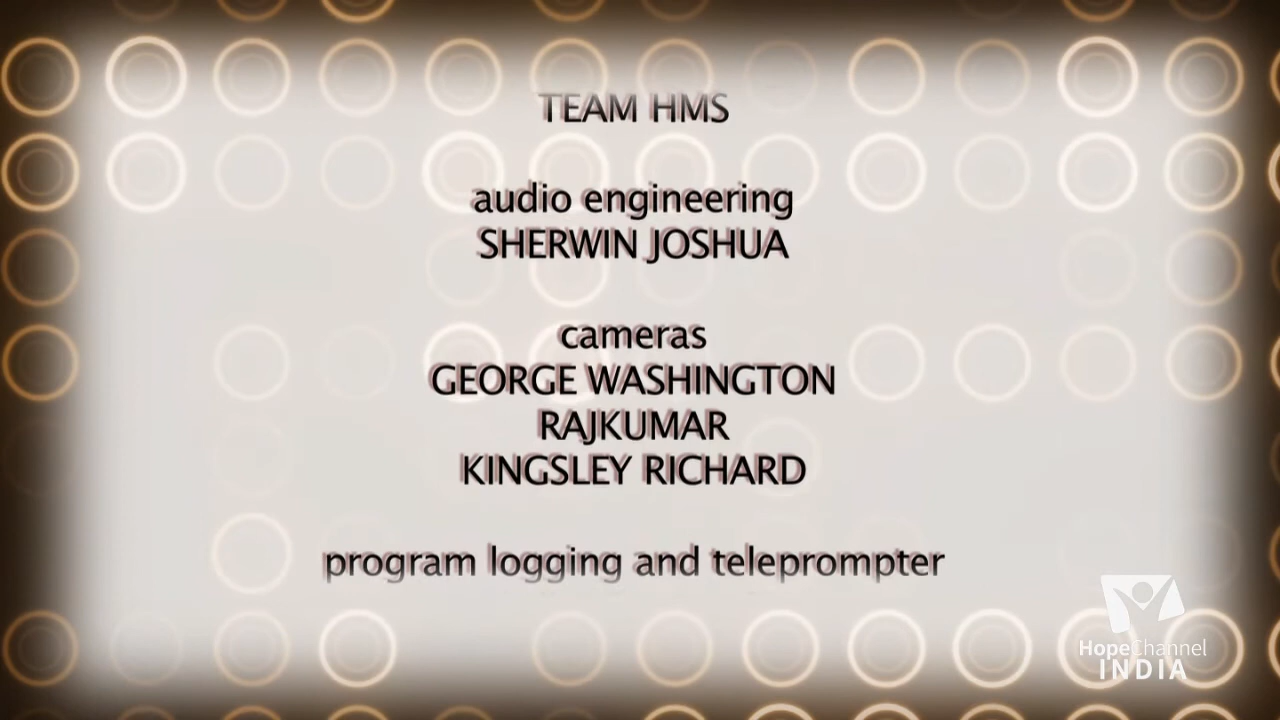 TEAM HMS
audio engineering
SHERWIN JOSHUA
cameras
GEORGE WASHINGTON
RAJKUMAR
KINGSLEY RICHARD
program logging and teleprompter
HopeChannel
INDIA